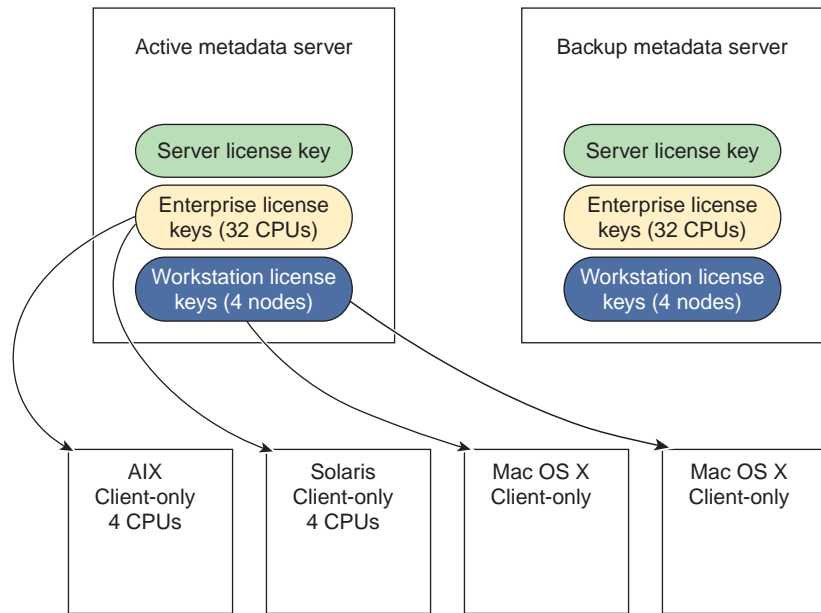 Active metadata server
Server license key
Enterprise license
keys (32 CPUs)
Workstation license
keys (4 nodes)
Backup metadata server
Server license key
Enterprise license
keys (32 CPUs)
Workstation license
keys (4 nodes)
AIX
Client-only
4 CPUs
Solaris
Client-only
4 CPUs
Mac OS X
Client-only
Mac OS X
Client-only